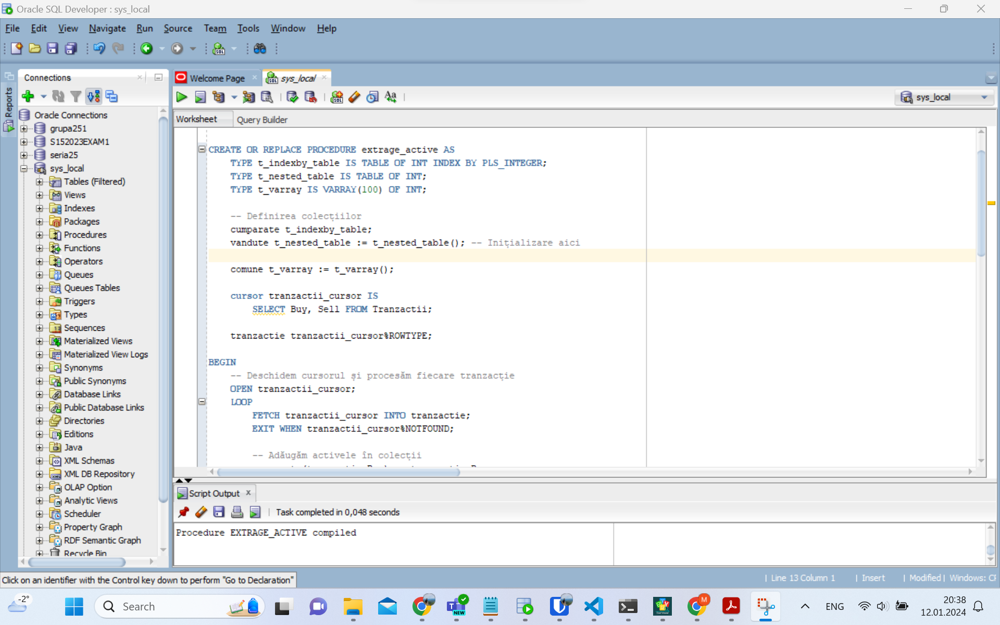 Oracle SQL Developer : sys_local
File Edit View Navigate Run Source Team Tools Window Help
Reports
Connections
Oracle Connections
grupa251
S152023EXAM1
seria25
sys_local
Tables (Filtered)
Views
Indexes
Packages
Procedures
Functions
Operators
Queues
Queues Tables
Triggers
Types
Sequences
Materialized Views
Materialized View Logs
Synonyms
Public Synonyms
Database Links
Public Database Links
Directories
Editions
Java
XML Schemas
XML DB Repository
OLAP Option
Analytic Views
Scheduler
Property Graph
RDF Semantic Graph
Recycle Bin
Welcome Page
sys_local
sys_local
Worksheet Query Builder
CREATE OR REPLACE PROCEDURE extrage_active AS
TYPE t_indexby_table IS TABLE OF INT INDEX BY PLS_INTEGER;
TYPE t_nested_table IS TABLE OF INT;
TYPE t_varray IS VARRAY(100) OF INT;
-- Definirea colecțiilor
cumparate t_indexby_table;
vandute t_nested_table := t_nested_table(); -- Inițializare aici
comune t_varray := t_varray();
cursor tranzactii_cursor IS
SELECT Buy, Sell FROM Tranzactii;
tranzactie tranzactii_cursor%ROWTYPE;
BEGIN
-- Deschidem cursorul și procesăm fiecare tranzacție
OPEN tranzactii_cursor;
LOOP
FETCH tranzactii_cursor INTO tranzactie;
EXIT WHEN tranzactii_cursor%NOTFOUND;
-- Adăugăm activele în colecții
Script Output
Task completed in 0,048 seconds
Procedure EXTRAGE_ACTIVE compiled
Click on an identifier with the Control key down to perform "Go to Declaration"
Line 13 Column 1 | Insert | Modified | Windows: CR
-2°
Search
NEW
M
ENG
20:38
12.01.2024